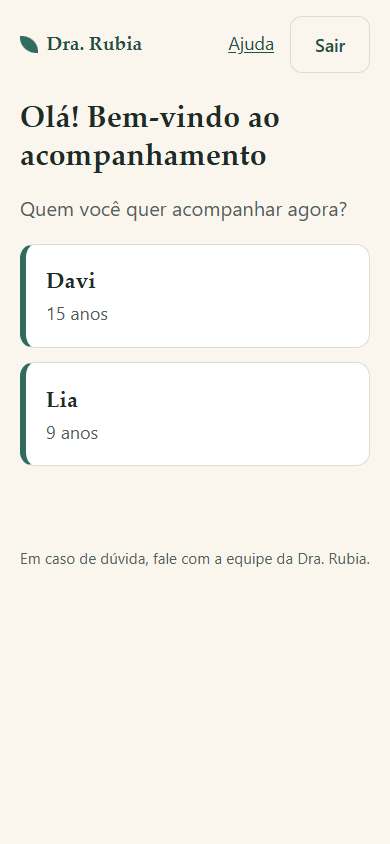 Dra. Rubia
Ajuda
Sair
Olá! Bem-vindo ao
acompanhamento
Quem você quer acompanhar agora?
Davi
15 anos
Lia
9 anos
Em caso de dúvida, fale com a equipe da Dra. Rubia.